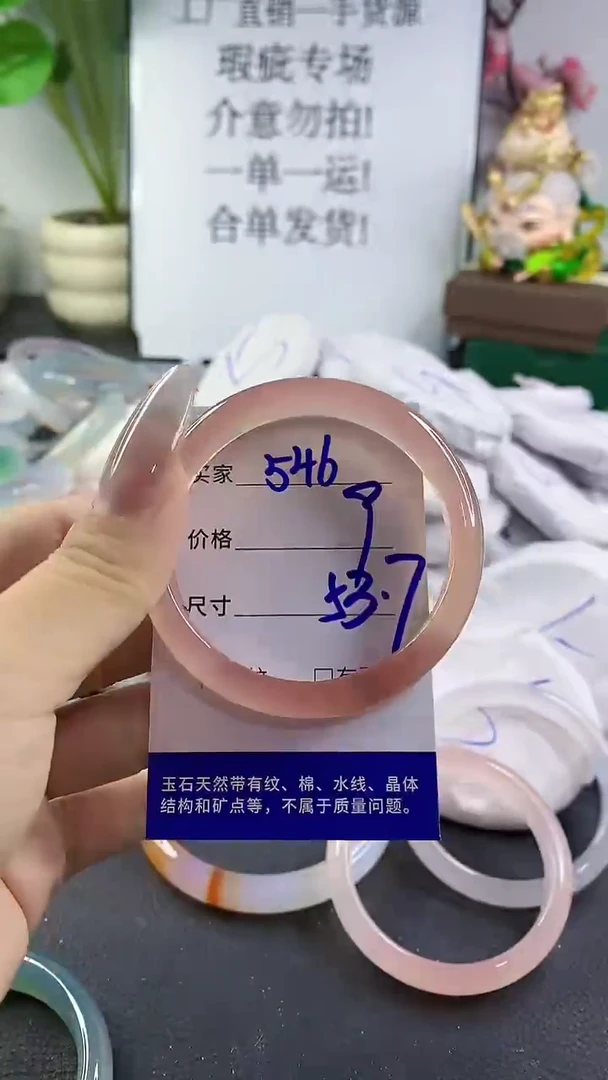 工厂直销一手货源
瑕疵专场
介意勿拍!
一单一运!
合单发货!
买家 546
价格
尺寸 53.7
玉石天然带有纹、棉、水线、晶体
结构和矿点等，不属于质量问题。